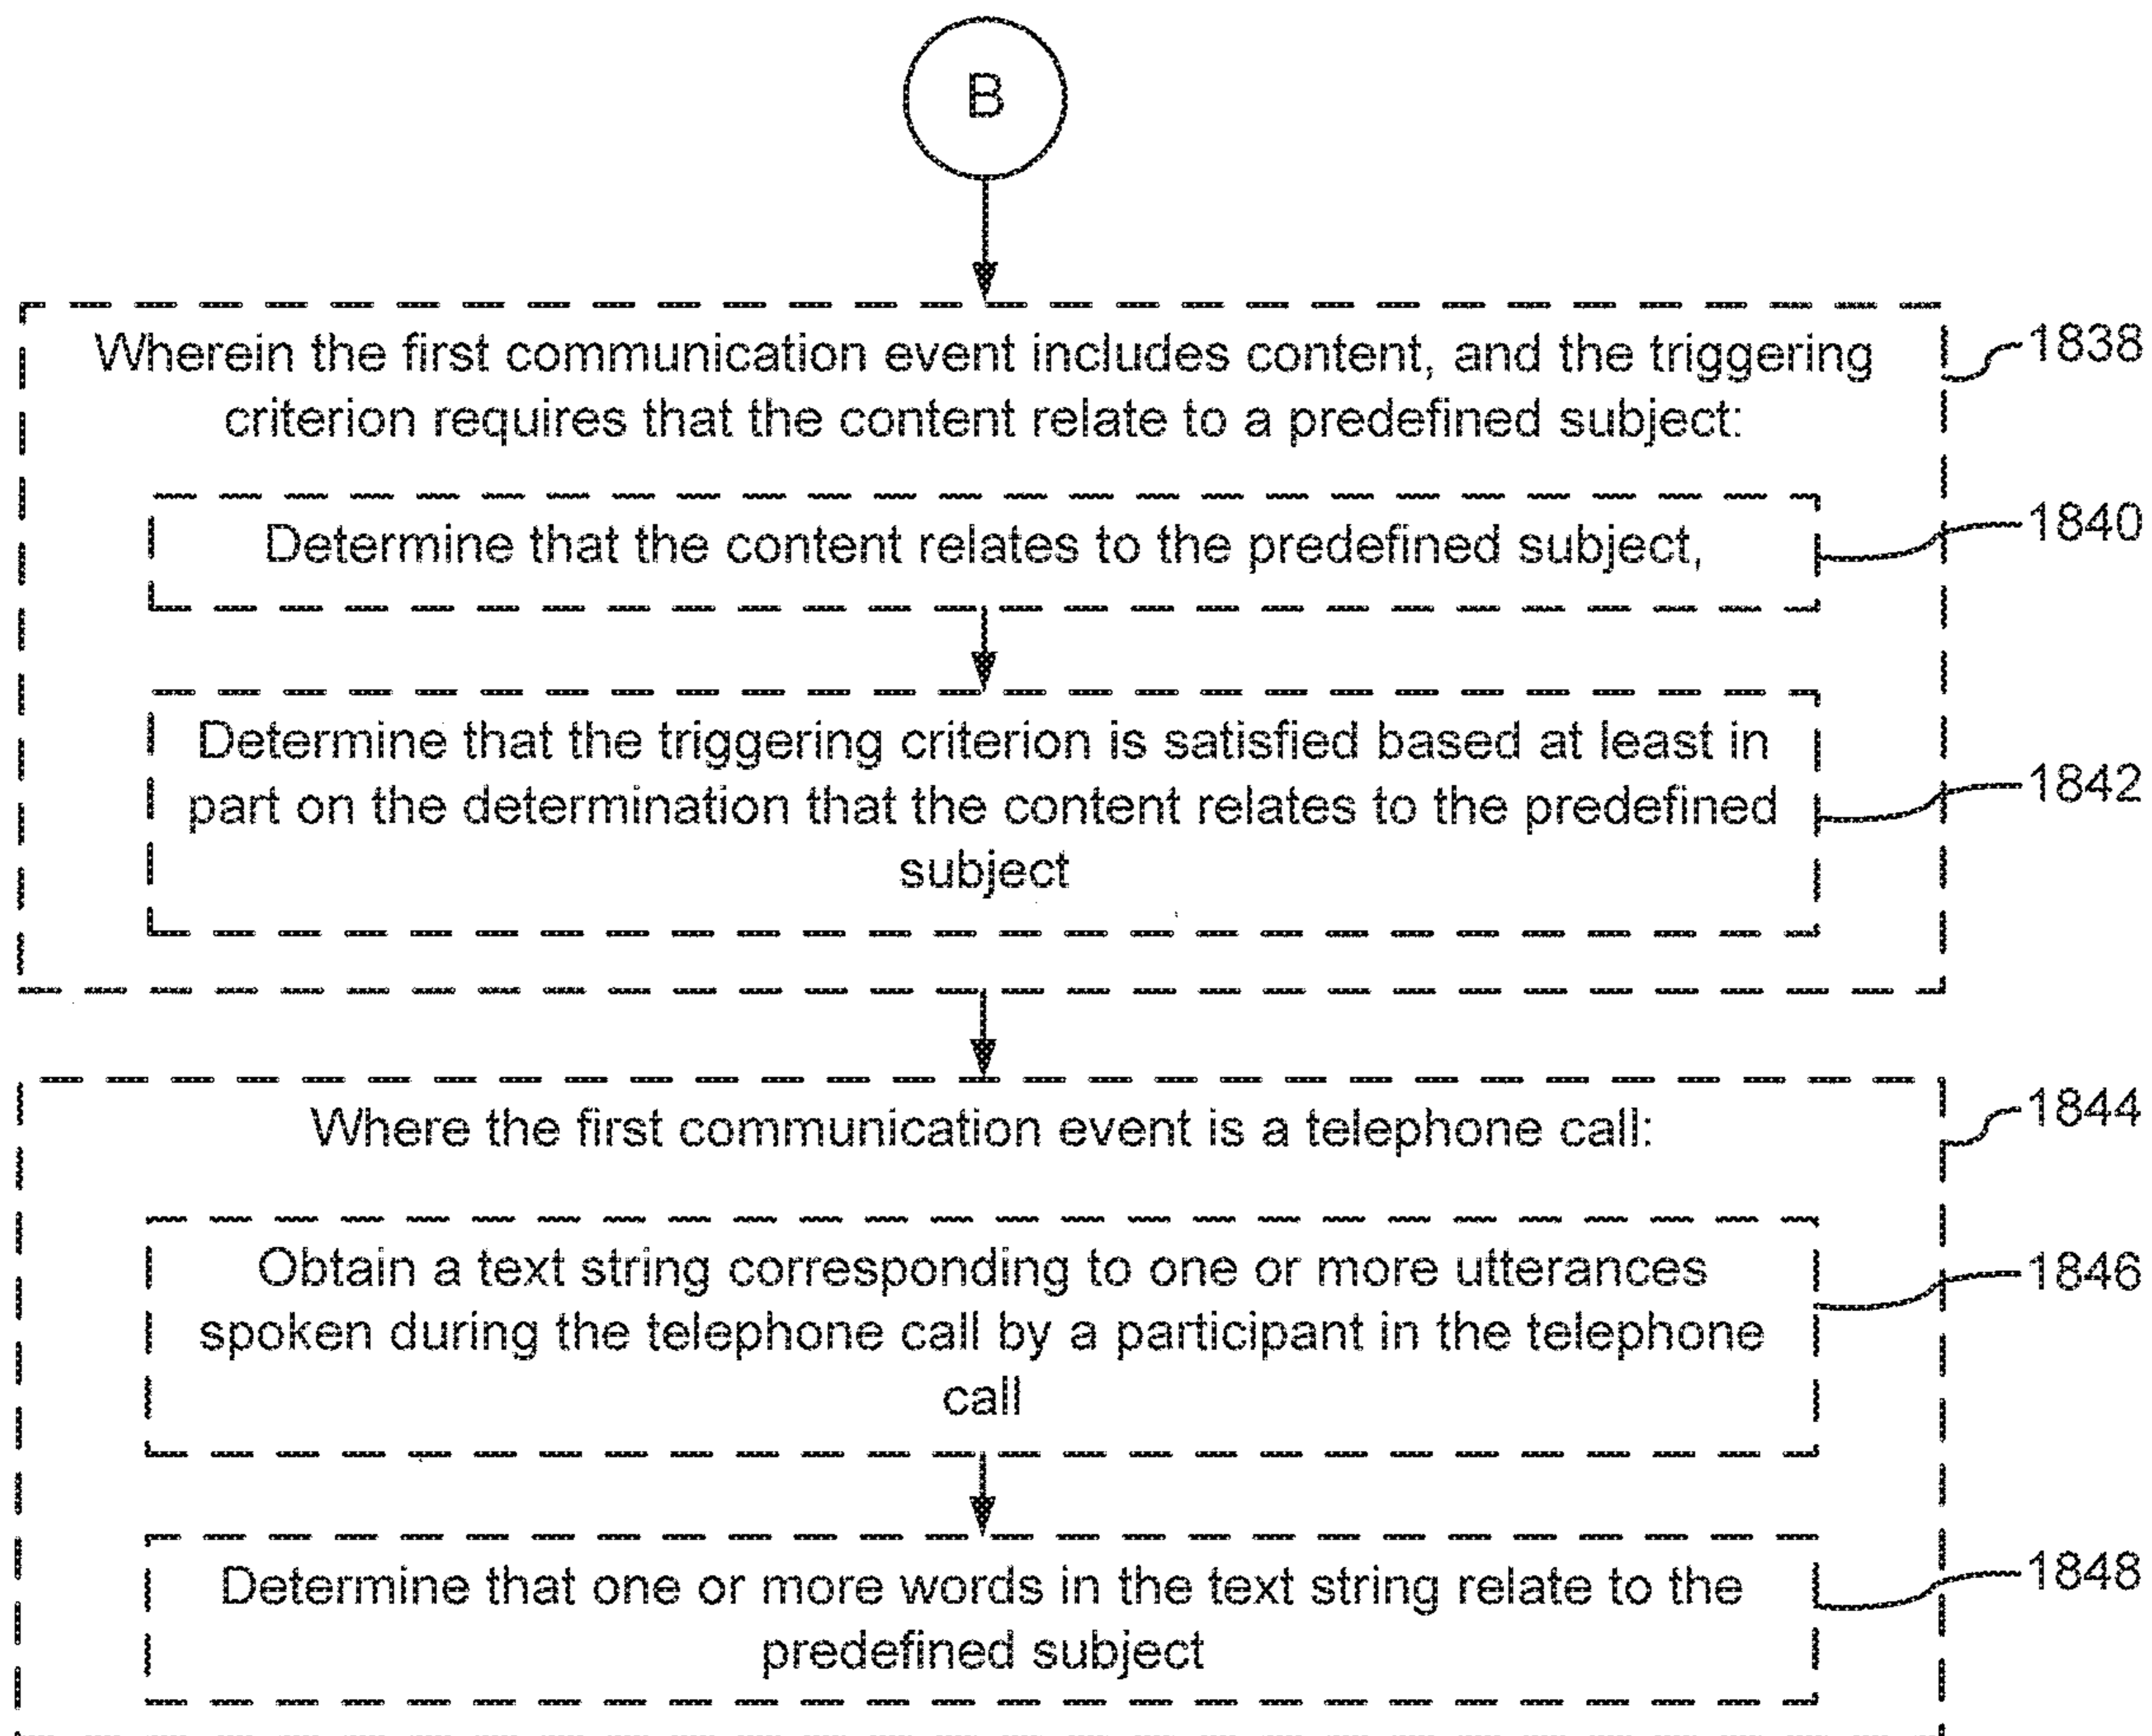 B
Wherein the first communication event includes content, and the triggering
criterion requires that the content relate to a predefined subject:
1838
Determine that the content relates to the predefined subject,
1840
Determine that the triggering criterion is satisfied based at least in
part on the determination that the content relates to the predefined
subject
1842
Where the first communication event is a telephone call:
1844
Obtain a text string corresponding to one or more utterances
spoken during the telephone call by a participant in the telephone
call
1846
Determine that one or more words in the text string relate to the
predefined subject
1848